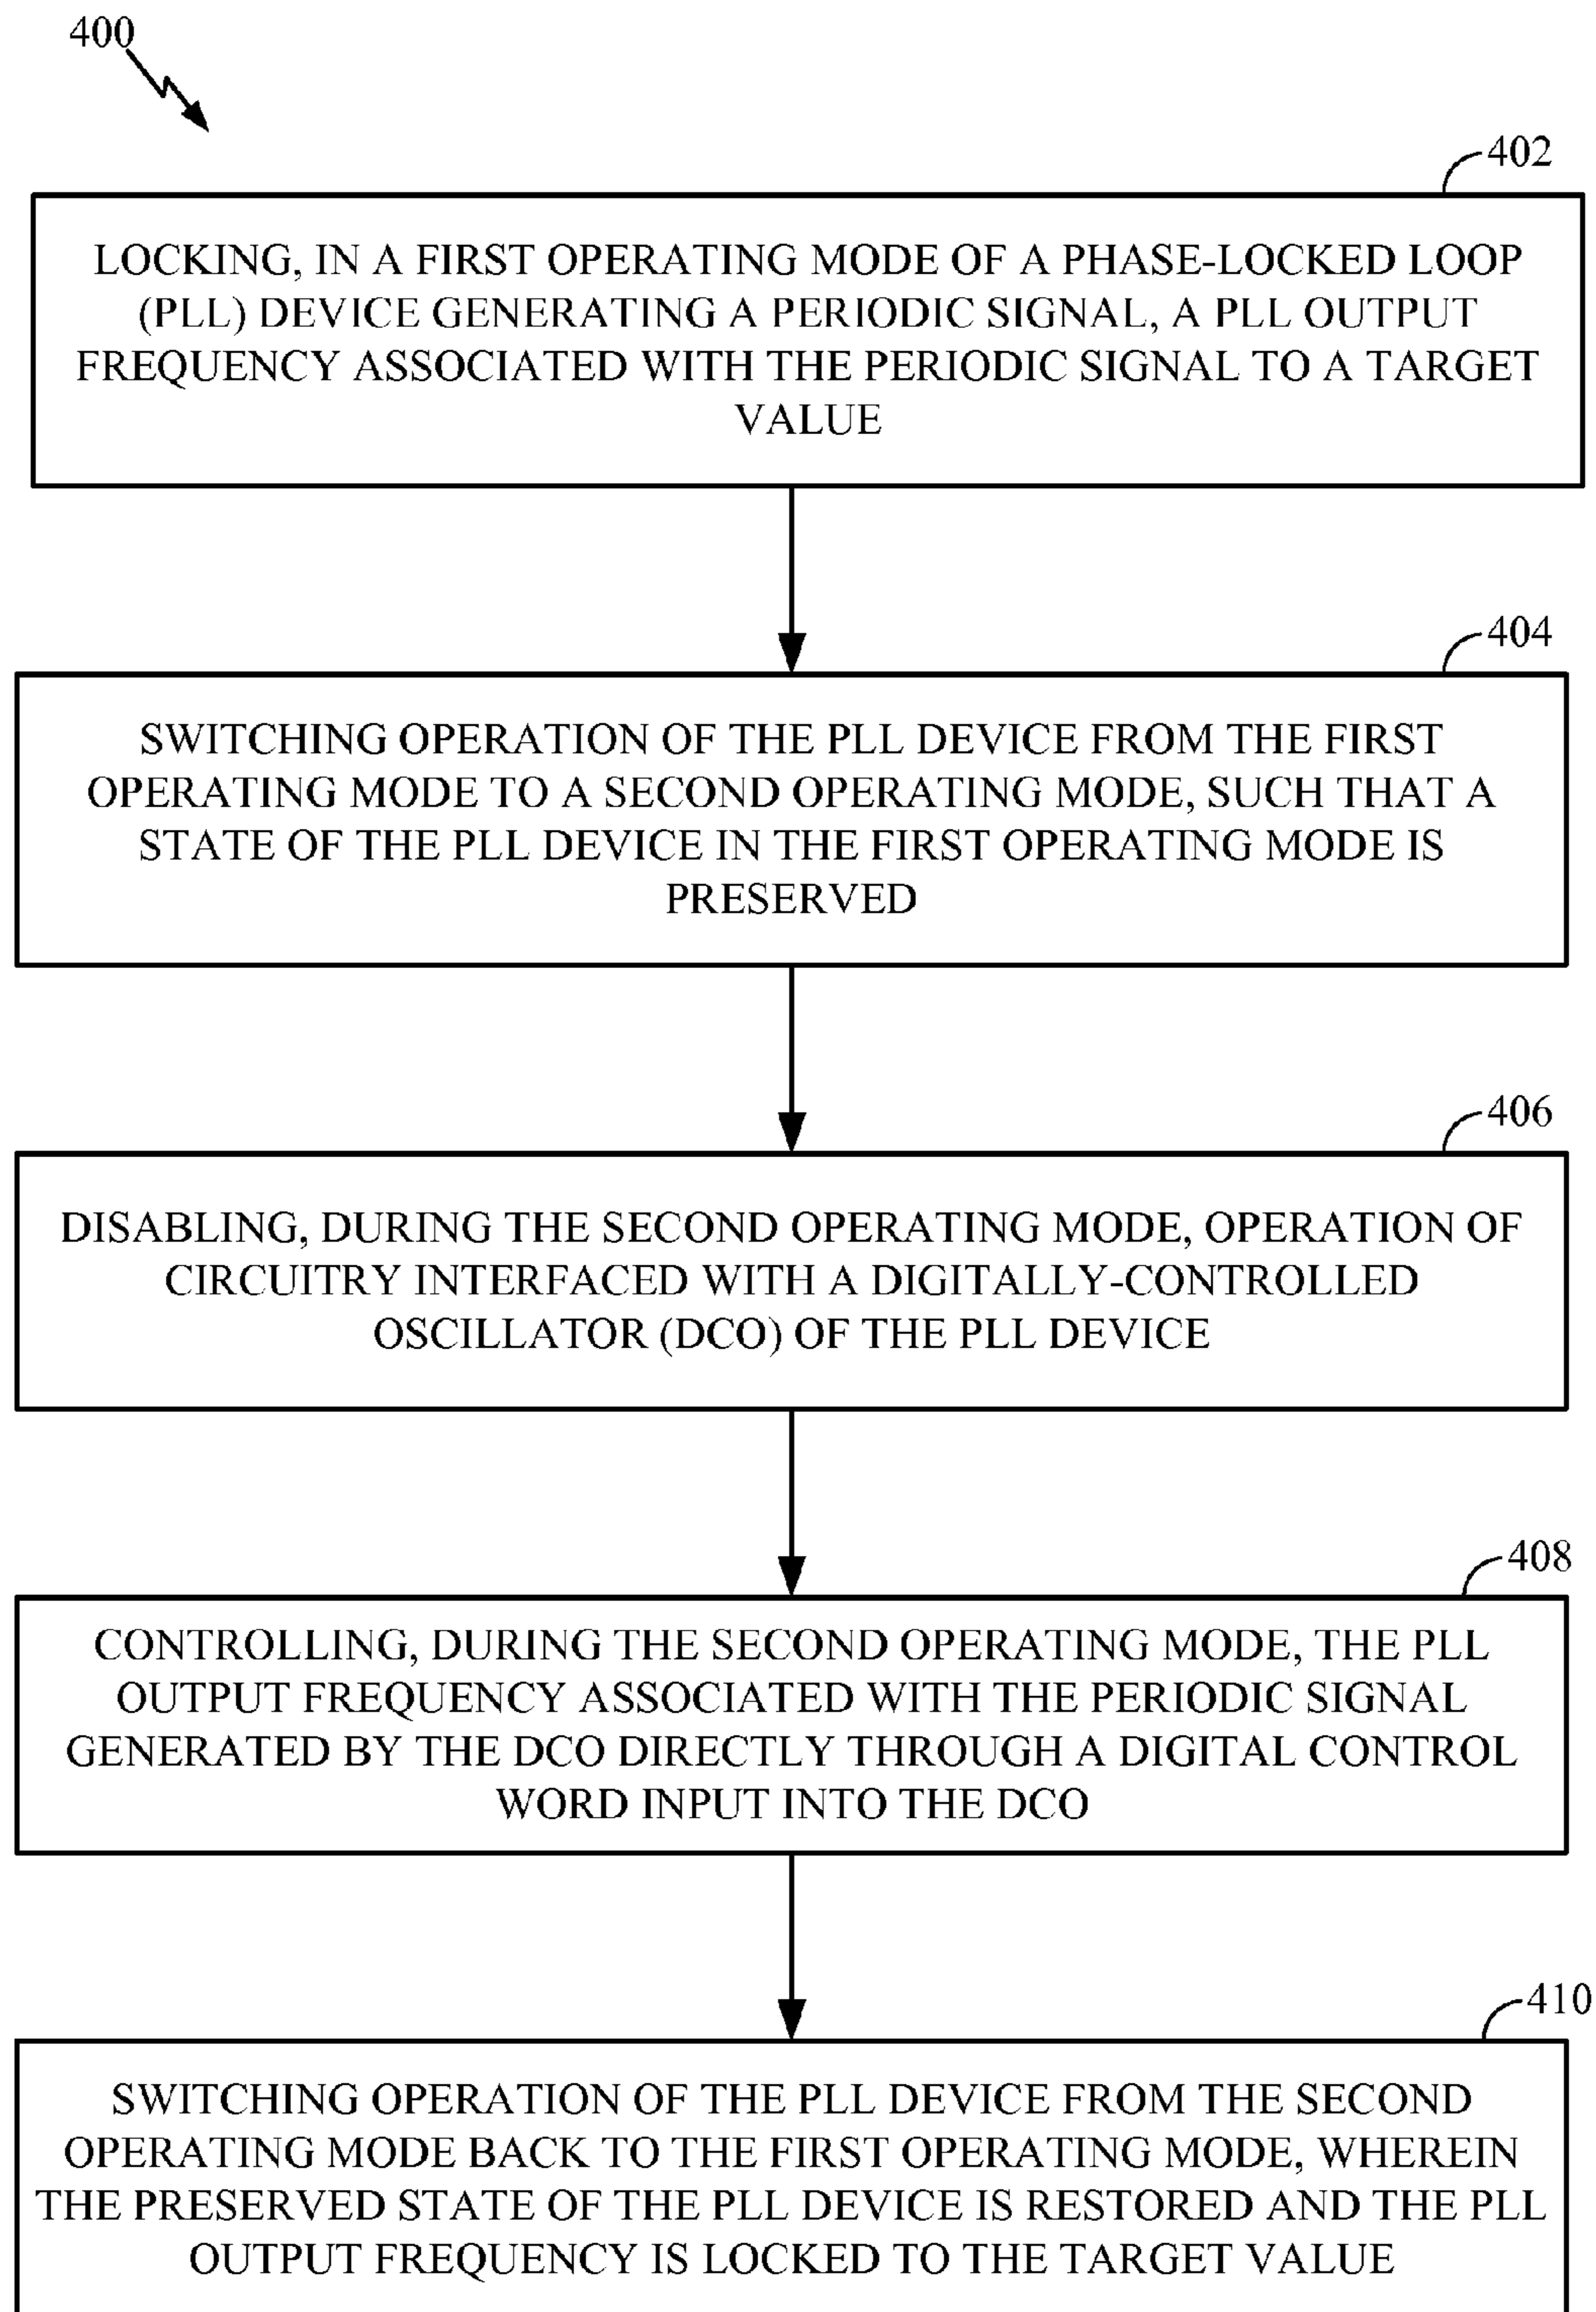 400
402
LOCKING, IN A FIRST OPERATING MODE OF A PHASE-LOCKED LOOP
(PLL) DEVICE GENERATING A PERIODIC SIGNAL, A PLL OUTPUT
FREQUENCY ASSOCIATED WITH THE PERIODIC SIGNAL TO A TARGET
VALUE
404
SWITCHING OPERATION OF THE PLL DEVICE FROM THE FIRST
OPERATING MODE TO A SECOND OPERATING MODE, SUCH THAT A
STATE OF THE PLL DEVICE IN THE FIRST OPERATING MODE IS
PRESERVED
406
DISABLING, DURING THE SECOND OPERATING MODE, OPERATION OF
CIRCUITRY INTERFACED WITH A DIGITALLY-CONTROLLED
OSCILLATOR (DCO) OF THE PLL DEVICE
408
CONTROLLING, DURING THE SECOND OPERATING MODE, THE PLL
OUTPUT FREQUENCY ASSOCIATED WITH THE PERIODIC SIGNAL
GENERATED BY THE DCO DIRECTLY THROUGH A DIGITAL CONTROL
WORD INPUT INTO THE DCO
410
SWITCHING OPERATION OF THE PLL DEVICE FROM THE SECOND
OPERATING MODE BACK TO THE FIRST OPERATING MODE, WHEREIN
THE PRESERVED STATE OF THE PLL DEVICE IS RESTORED AND THE PLL
OUTPUT FREQUENCY IS LOCKED TO THE TARGET VALUE